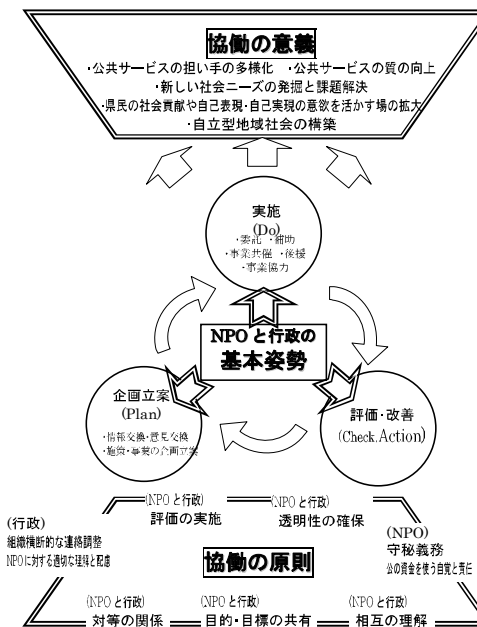 協働の意義
・公共サービスの担い手の多様化　・公共サービスの質の向上
・新しい社会ニーズの発掘と課題解決
・県民の社会貢献や自己表現・自己実現の意欲を活かす場の拡大
・自立型地域社会の構築
実施
(Do)
・委託　・補助
・事業共催　・後援
・事業協力
NPOと行政の
基本姿勢
企画立案
(Plan)
・情報交換・意見交換
・施策・事業の企画立案
評価・改善
(Check.Action)
(NPOと行政)
評価の実施
(NPOと行政)
透明性の確保
(行政)
組織横断的な連絡調整
NPOに対する適切な理解と配慮
(NPO)
守秘義務
公の資金を使う自覚と責任
協働の原則
(NPOと行政)
対等の関係
(NPOと行政)
目的・目標の共有
(NPOと行政)
相互の理解